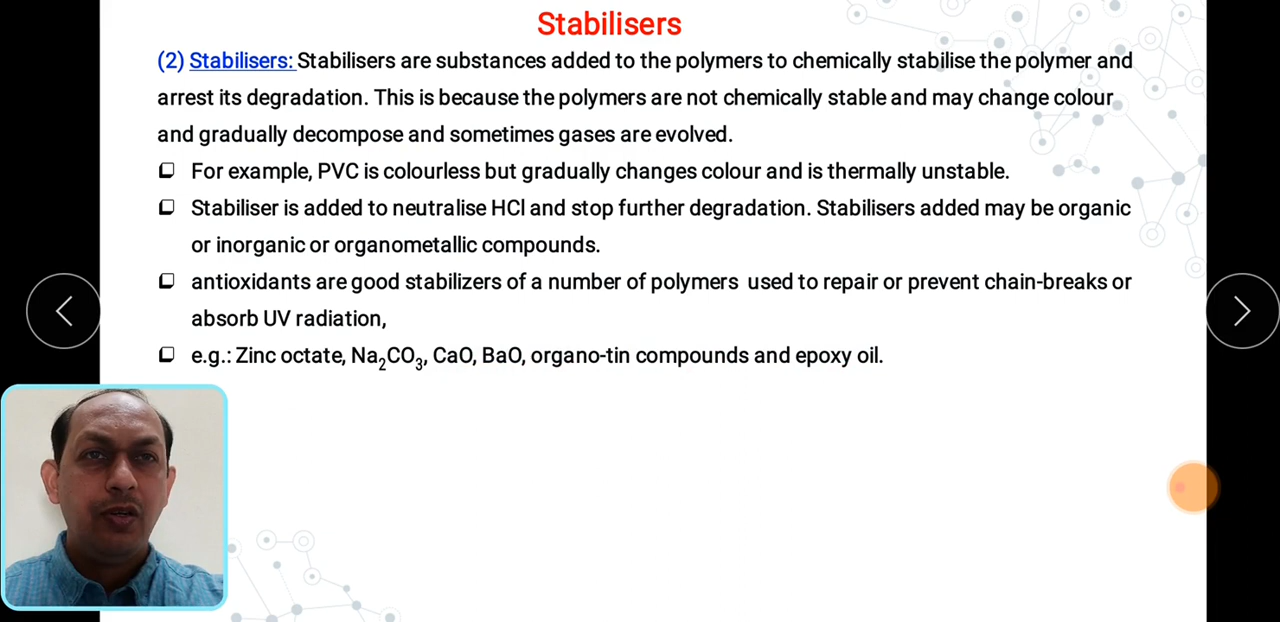 Stabilisers
(2) Stabilisers: Stabilisers are substances added to the polymers to chemically stabilise the polymer and
arrest its degradation. This is because the polymers are not chemically stable and may change colour
and gradually decompose and sometimes gases are evolved.
❑ For example, PVC is colourless but gradually changes colour and is thermally unstable.
❑ Stabiliser is added to neutralise HCl and stop further degradation. Stabilisers added may be organic
or inorganic or organometallic compounds.
❑ antioxidants are good stabilizers of a number of polymers used to repair or prevent chain-breaks or
absorb UV radiation,
❑ e.g.: Zinc octate, Na₂CO₃, CaO, BaO, organo-tin compounds and epoxy oil.